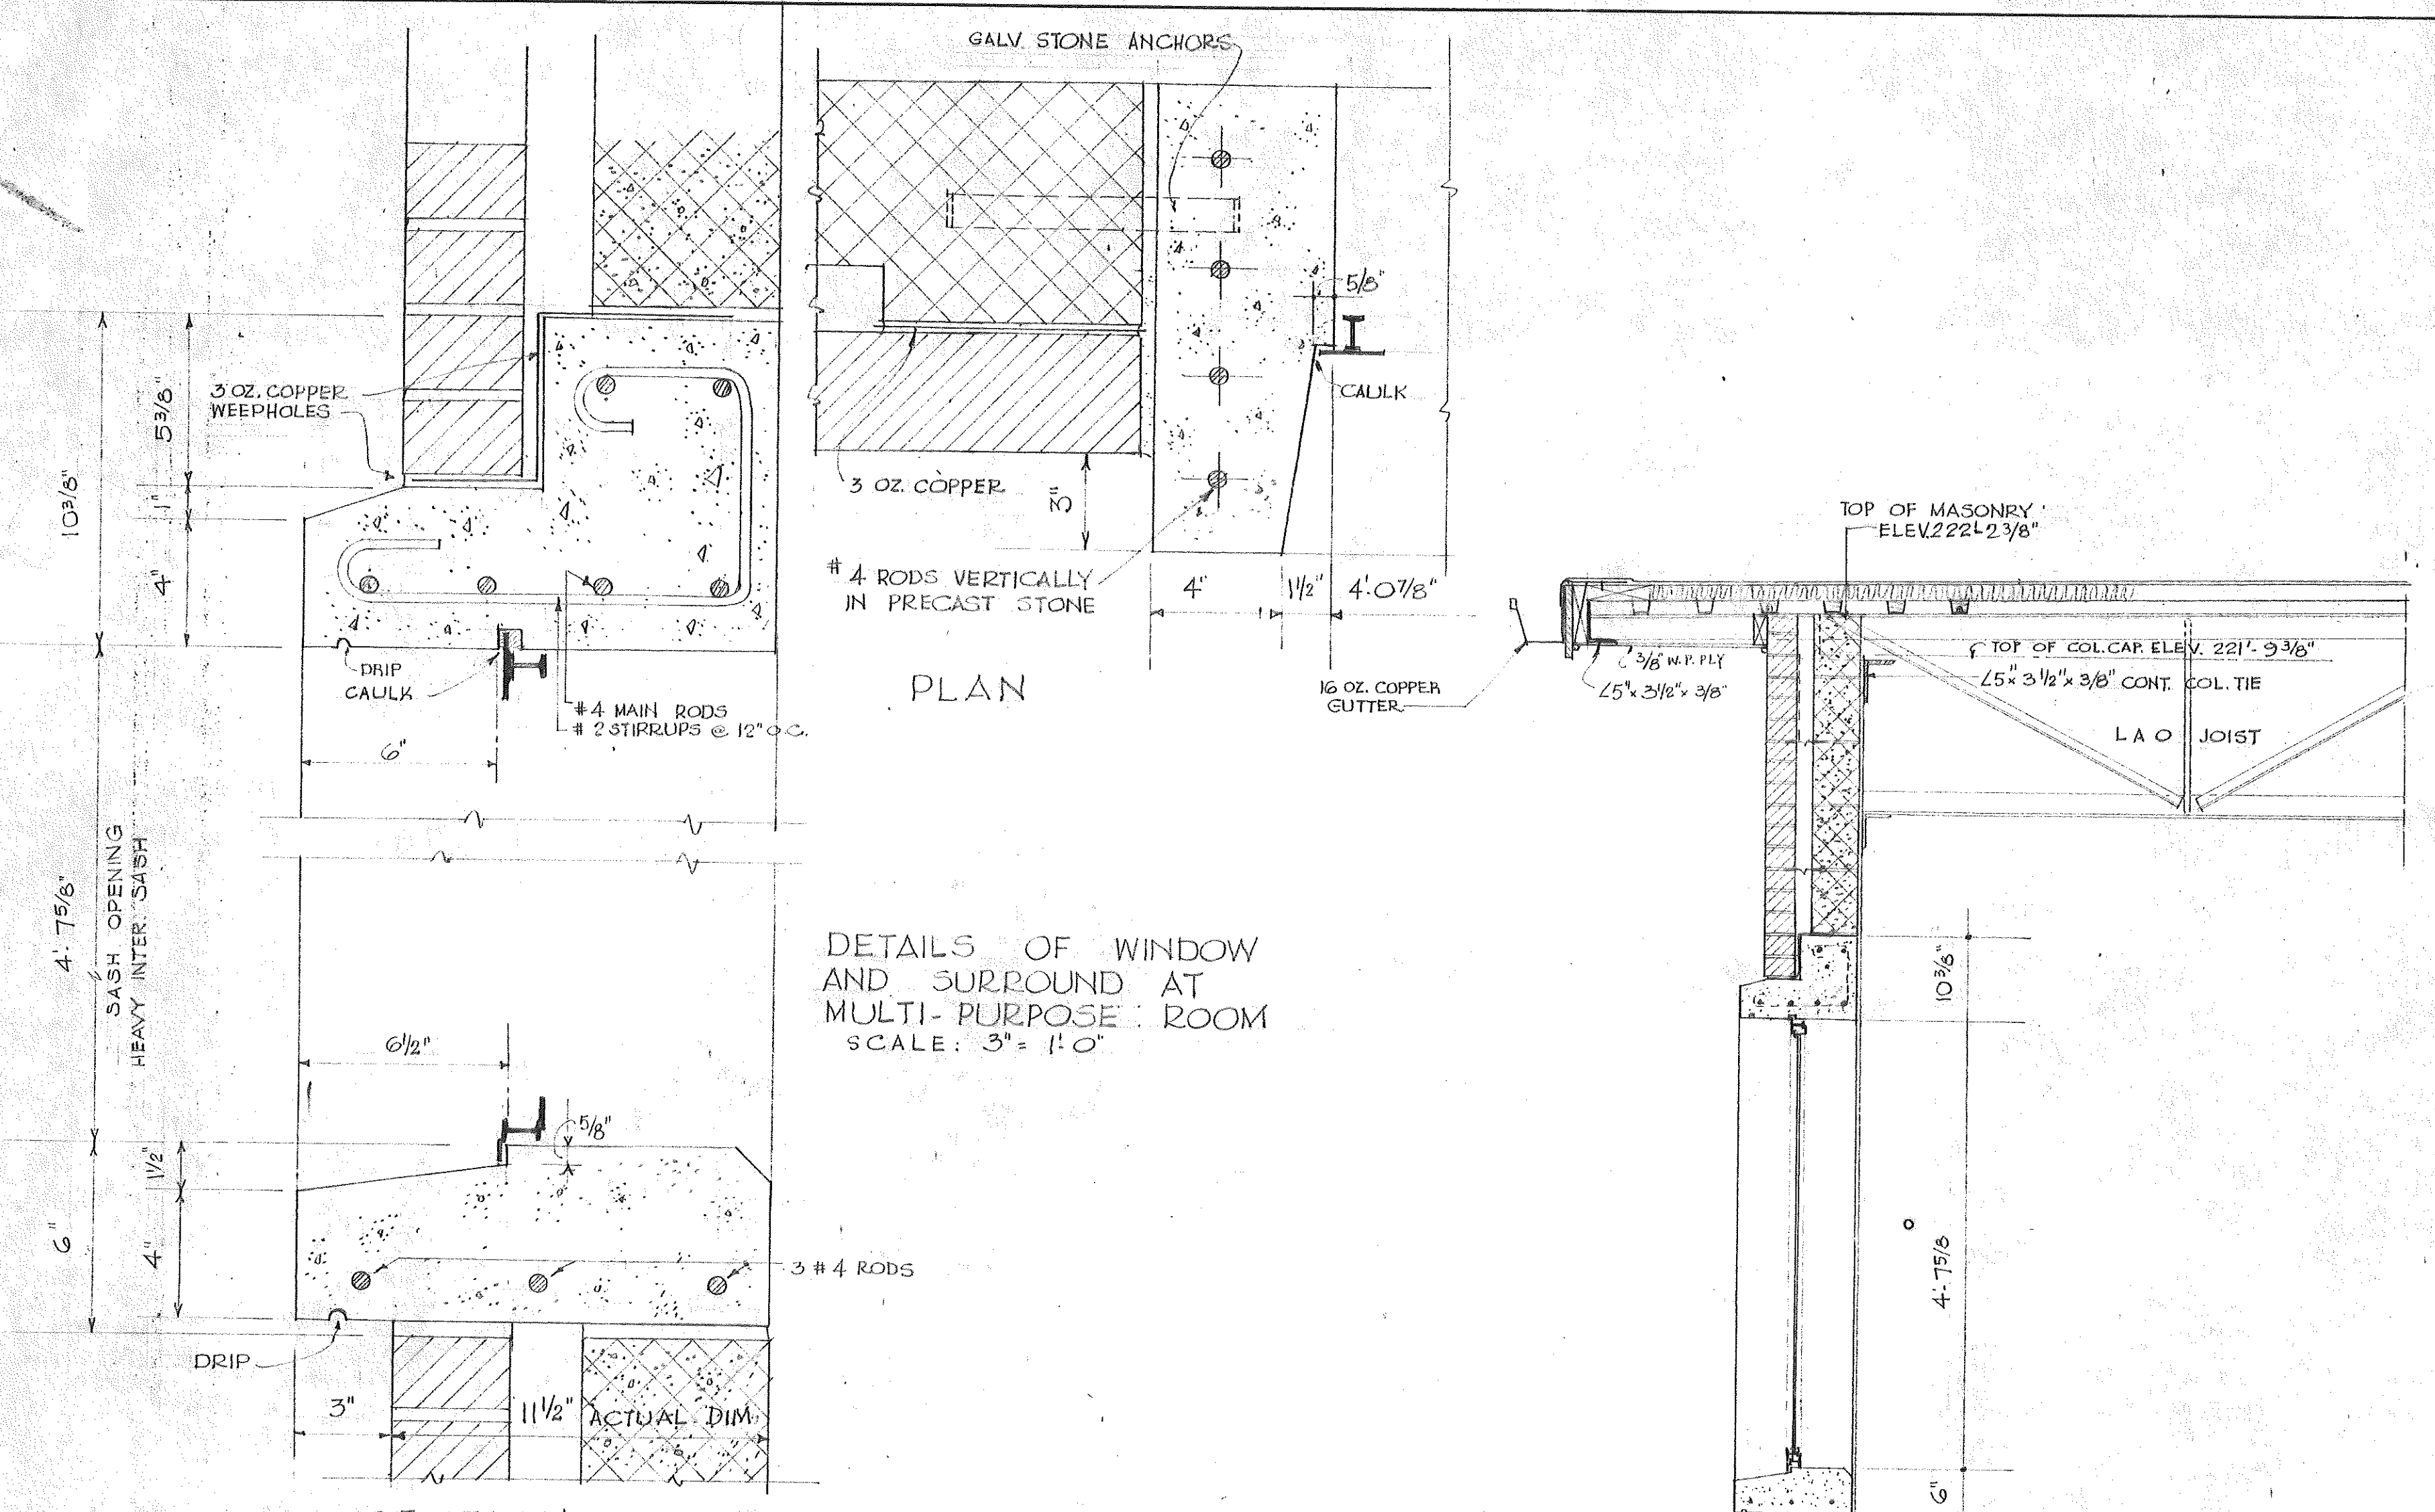 GALV. STONE ANCHORS
3 OZ. COPPER
WEEPHOLES
5 3/8"
10 3/8"
1"
4"
DRIP
CAULK
#4 MAIN RODS
#2 STIRRUPS @ 12" O.C.
6"
5/8"
CAULK
3 OZ. COPPER
3"
#4 RODS VERTICALLY
IN PRECAST STONE
4"
1 1/2"
4'-0 7/8"
PLAN
4'-7 5/8"
SASH OPENING
HEAVY INTER. SASH
DETAILS OF WINDOW
AND SURROUND AT
MULTI-PURPOSE ROOM
SCALE: 3" = 1'-0"
6 1/2"
5/8"
1 1/2"
6"
4"
3 #4 RODS
DRIP
3"
11 1/2" ACTUAL DIM.
TOP OF MASONRY
ELEV. 222'-2 3/8"
3/8" W.P. PLY
∠5"x 3 1/2"x 3/8"
16 OZ. COPPER
GUTTER
TOP OF COL. CAP. ELEV. 221'-9 3/8"
∠5"x 3 1/2"x 3/8" CONT. COL. TIE
L A O JOIST
10 3/8"
4'-7 5/8
6"